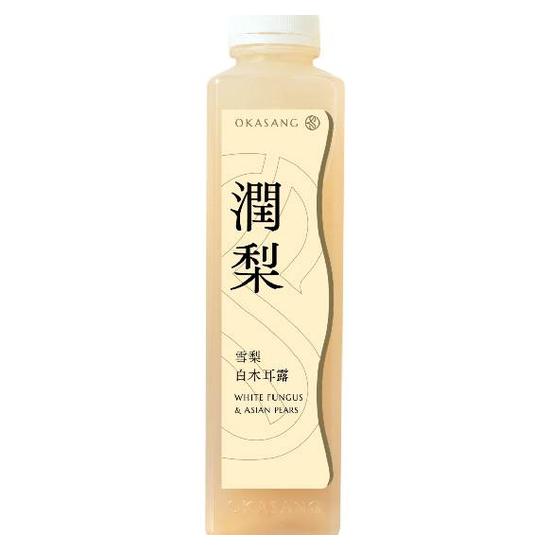 OKASANG
潤梨
雪梨
白木耳露
WHITE FUNGUS
& ASIAN PEARS
OKASANG